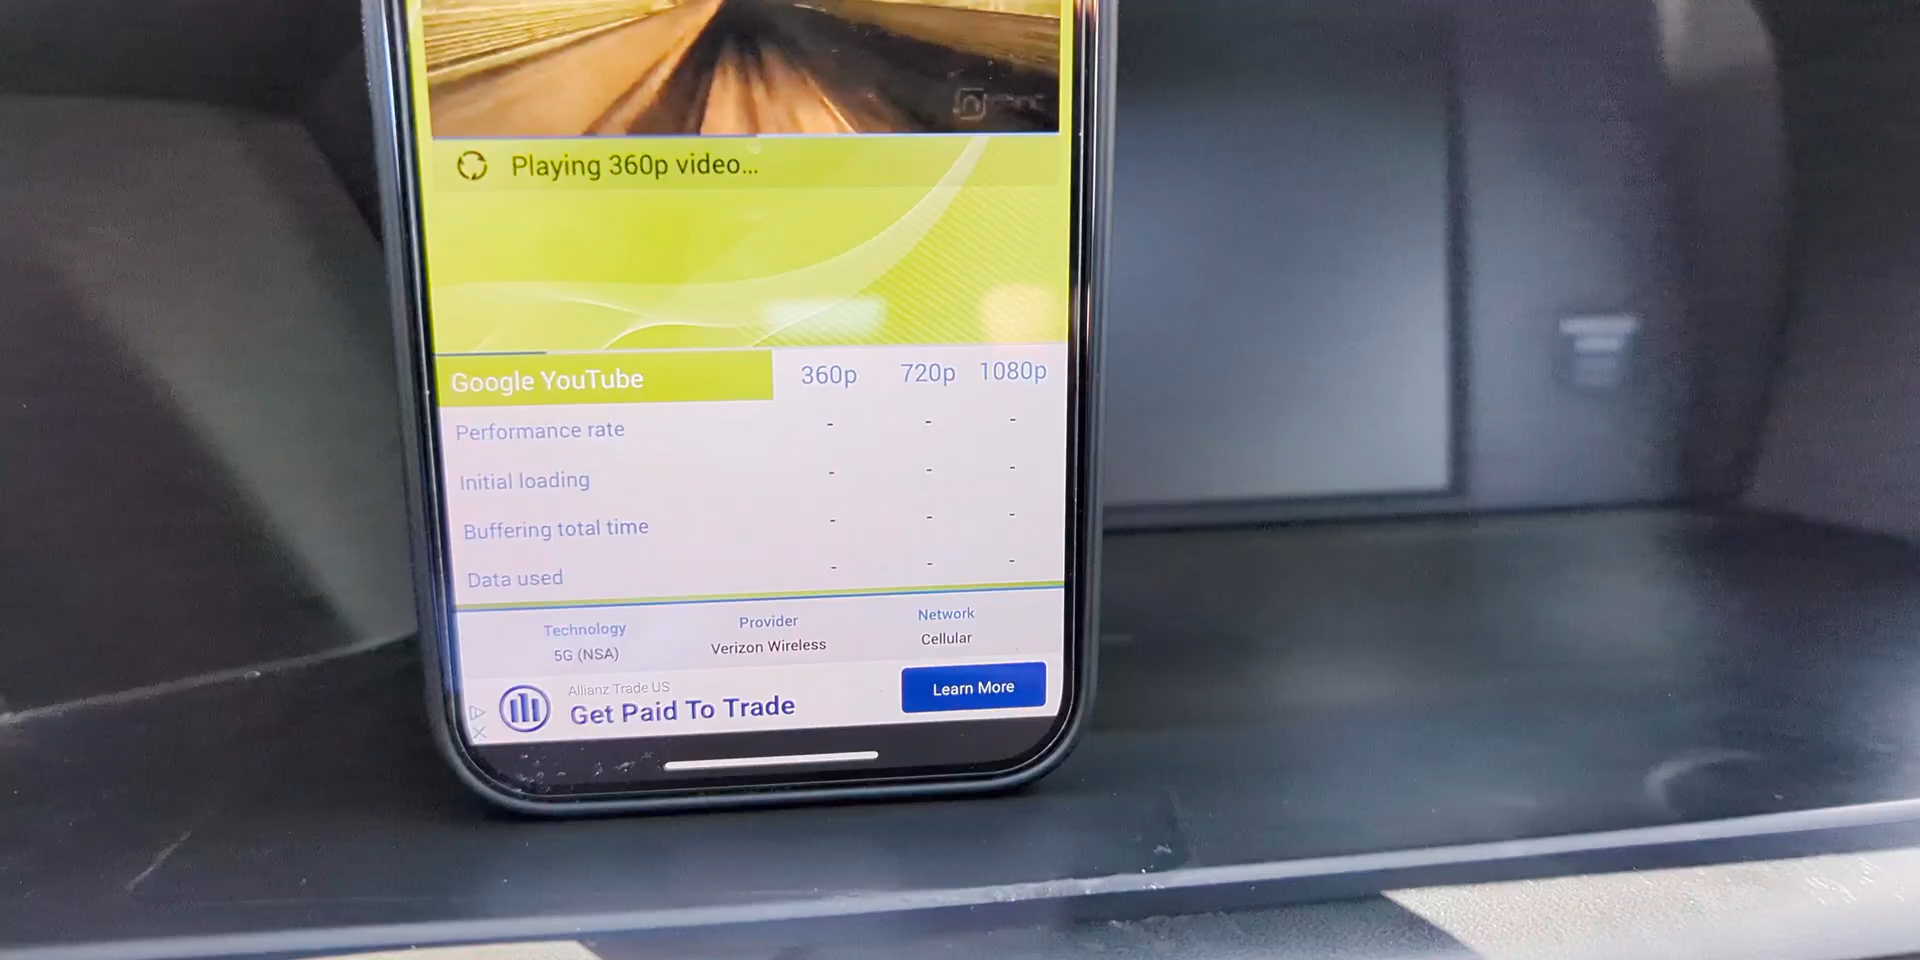 Playing 360p video...
Google YouTube 360p 720p 1080p
Performance rate - - -
Initial loading - - -
Buffering total time - - -
Data used - - -
Technology Provider Network
5G (NSA) Verizon Wireless Cellular
Allianz Trade US
Get Paid To Trade
Learn More